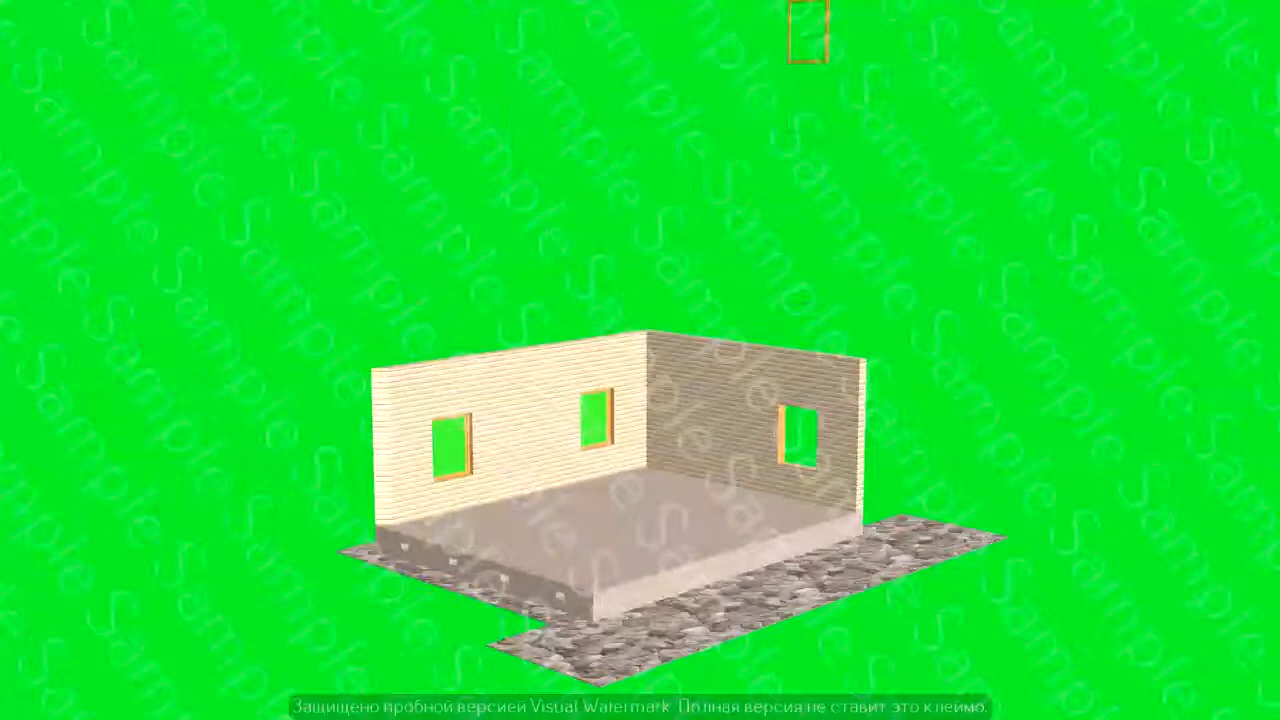 Sample
Защищено пробной версией Visual Watermark. Полная версия не ставит это клеймо.